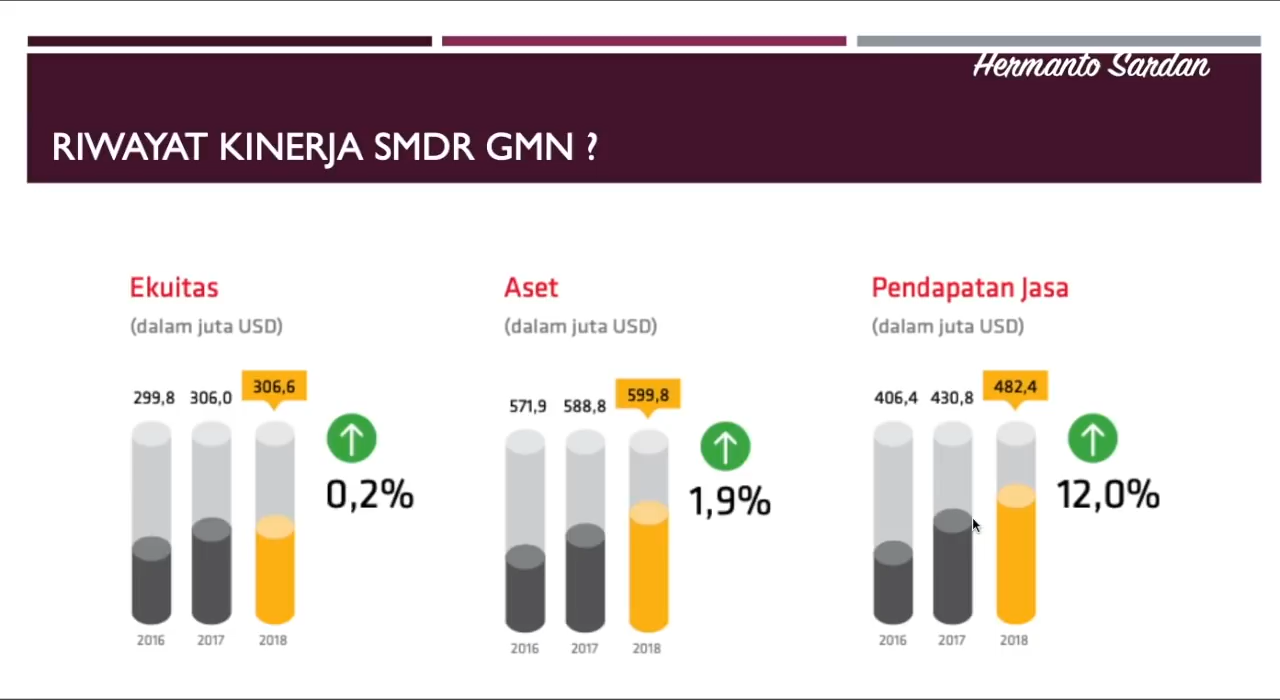 Hermanto Sardan
RIWAYAT KINERJA SMDR GMN ?
Ekuitas
(dalam juta USD)
299,8 306,0 306,6
0,2%
2016 2017 2018
Aset
(dalam juta USD)
571,9 588,8 599,8
1,9%
2016 2017 2018
Pendapatan Jasa
(dalam juta USD)
406,4 430,8 482,4
12,0%
2016 2017 2018